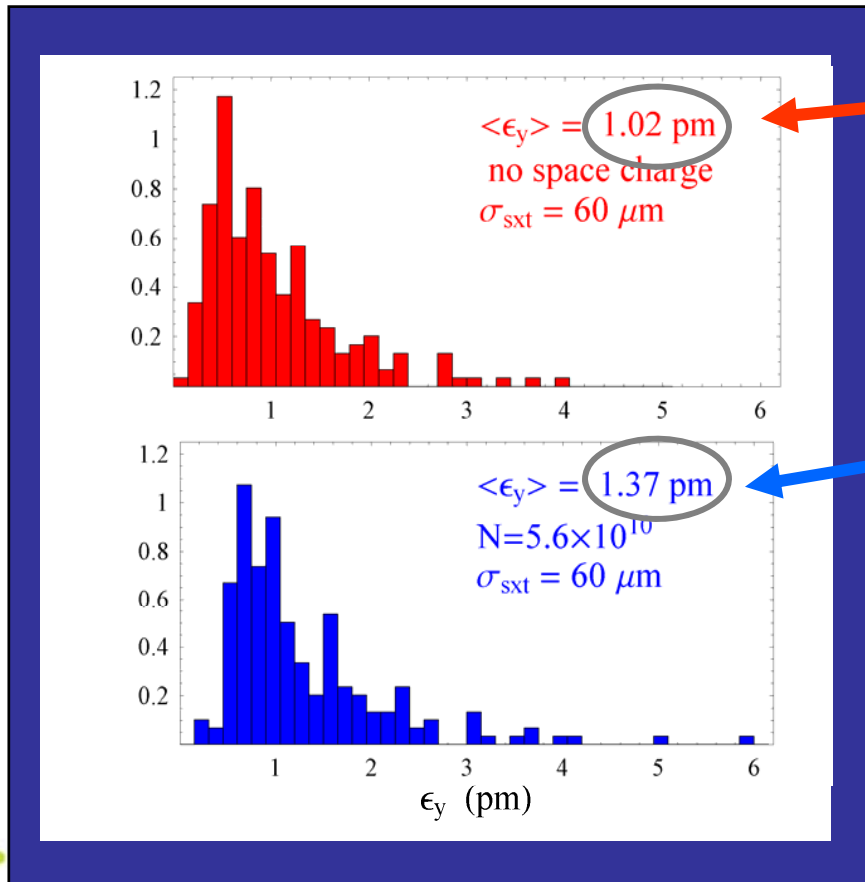 1.2
1
0.8
0.6
0.4
0.2
<ϵy> = 1.02 pm
no space charge
σsxt = 60 μm
1 2 3 4 5 6
1.2
1
0.8
0.6
0.4
0.2
<ϵy> = 1.37 pm
N=5.6×10^10
σsxt = 60 μm
1 2 3 4 5 6
ϵy (pm)